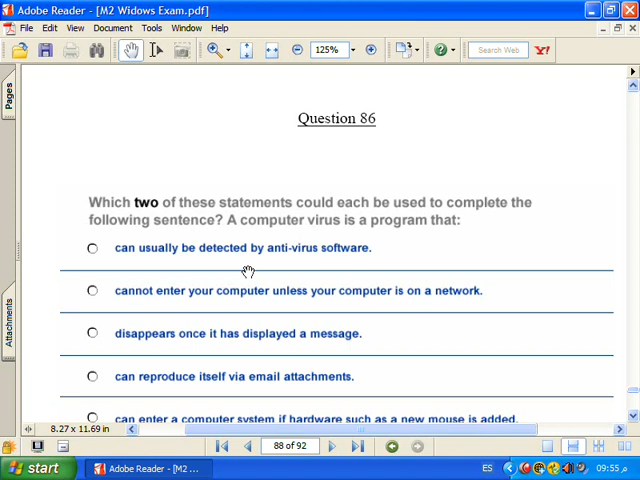 Adobe Reader - [M2 Widows Exam.pdf]
File Edit View Document Tools Window Help
125% Search Web Y!
Pages
Attachments
Question 86
Which two of these statements could each be used to complete the
following sentence? A computer virus is a program that:
can usually be detected by anti-virus software.
cannot enter your computer unless your computer is on a network.
disappears once it has displayed a message.
can reproduce itself via email attachments.
can enter a computer system if hardware such as a new mouse is added.
8.27 x 11.69 in
88 of 92
start Adobe Reader - [M2 ... ES 09:55 م